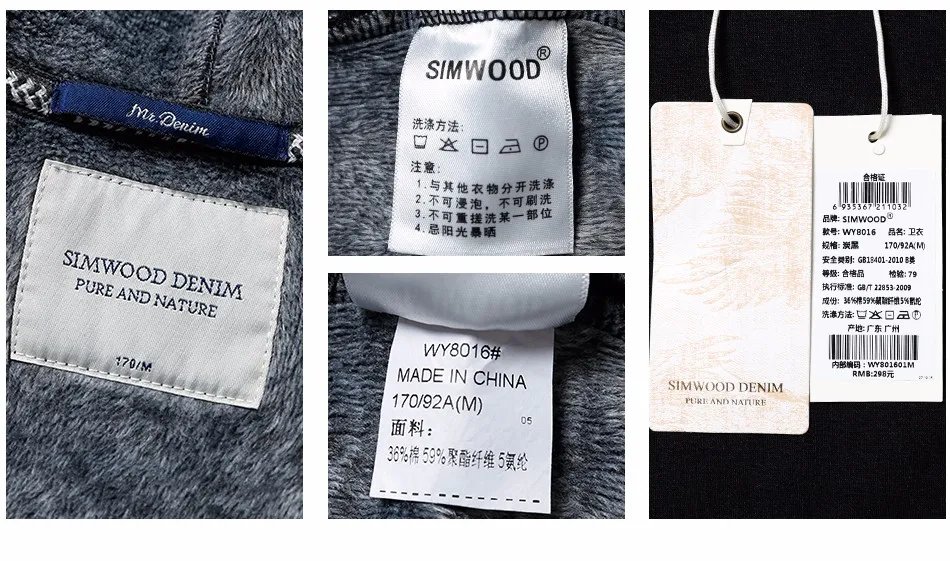 Mr. Denim
SIMWOOD DENIM
PURE AND NATURE
170/M
SIMWOOD®
洗涤方法:
P
注意:
1.与其他衣物分开洗涤
2.不可浸泡，不可刷洗
3.不可重搓洗某一部位
4.忌阳光暴晒
WY8016#
MADE IN CHINA
170/92A(M)
05
面料:
36%棉 59%聚酯纤维 5氨纶
SIMWOOD DENIM
PURE AND NATURE
合格证
6 935367 211032
品牌: SIMWOOD®
款号: WY8016 品名: 卫衣
规格: 炭黑 170/92A(M)
安全类别: GB18401-2010 B类
等级: 合格品 检验: 79
执行标准: GB/T 22853-2009
成份: 36%棉59%聚酯纤维5%氨纶
洗涤方法: P
产地: 广东 广州
内部编码: WY801601M
RMB:298元